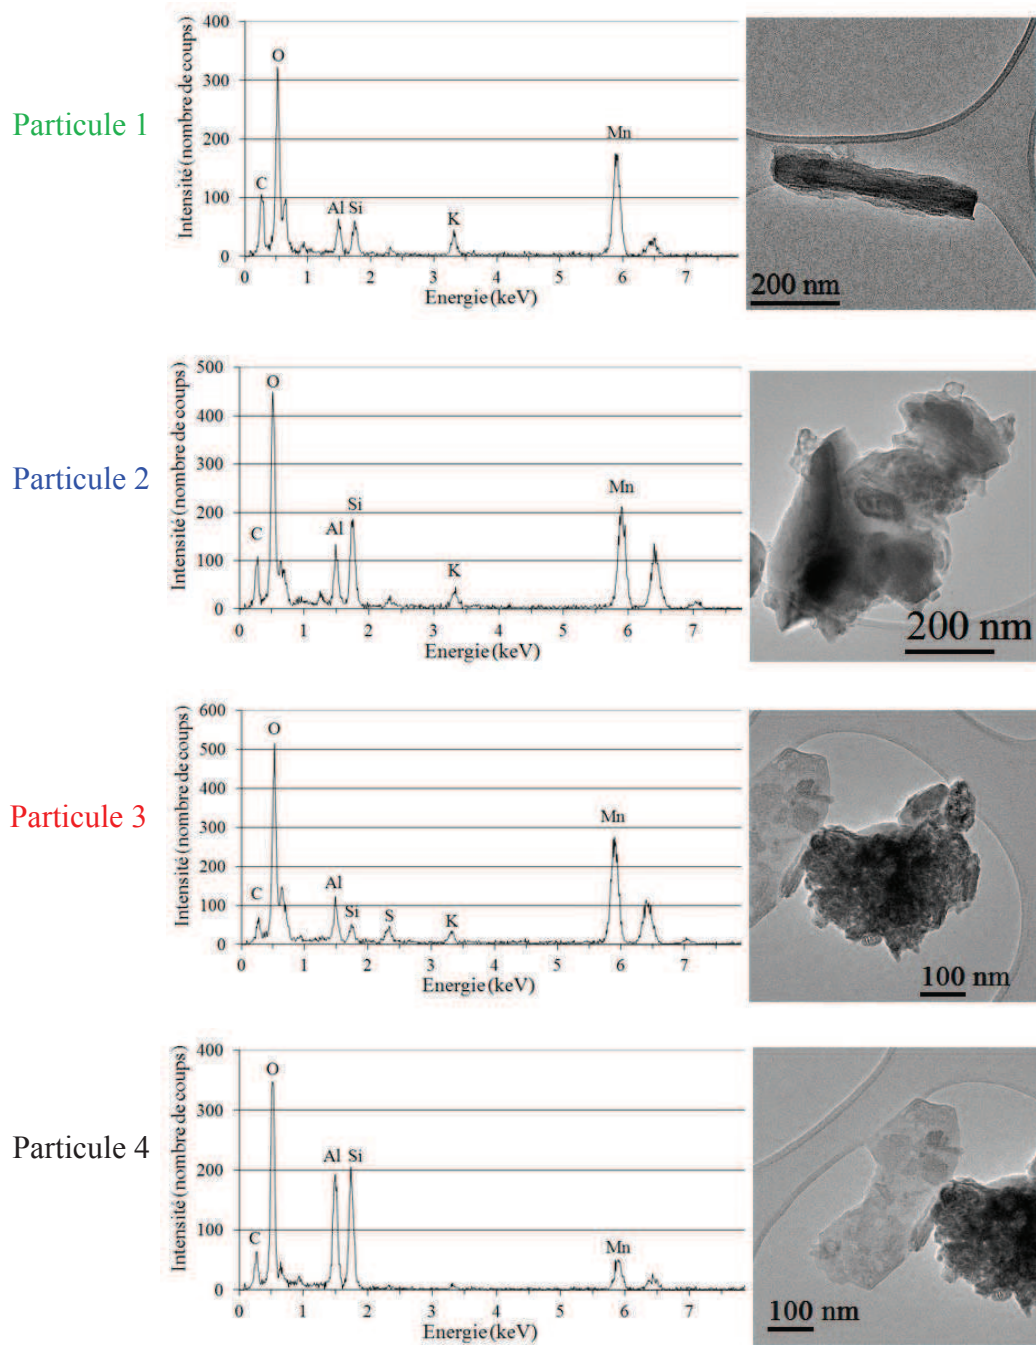 Particule 1
Intensité (nombre de coups)
400
300
200
100
0
O
C
Al Si
K
Mn
0 1 2 3 4 5 6 7
Energie (keV)
200 nm
Particule 2
Intensité (nombre de coups)
500
400
300
200
100
0
O
C
Al
Si
K
Mn
0 1 2 3 4 5 6 7
Energie (keV)
200 nm
Particule 3
Intensité (nombre de coups)
600
500
400
300
200
100
0
O
C
Al
Si
S
K
Mn
0 1 2 3 4 5 6 7
Energie (keV)
100 nm
Particule 4
Intensité (nombre de coups)
400
300
200
100
0
O
C
Al Si
Mn
0 1 2 3 4 5 6 7
Energie (keV)
100 nm